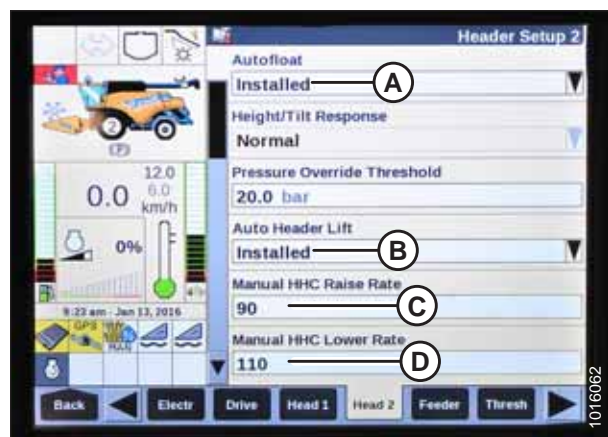 Header Setup 2
Autofloat
Installed
A
Height/Tilt Response
Normal
Pressure Override Threshold
20.0 bar
Auto Header Lift
Installed
B
Manual HHC Raise Rate
90
C
Manual HHC Lower Rate
110
D
2
(P)
12.0
6.0
0.0
km/h
0%
9:23 am - Jan 13, 2016
GPS
Back
Electr
Drive
Head 1
Head 2
Feeder
Thresh
1016062